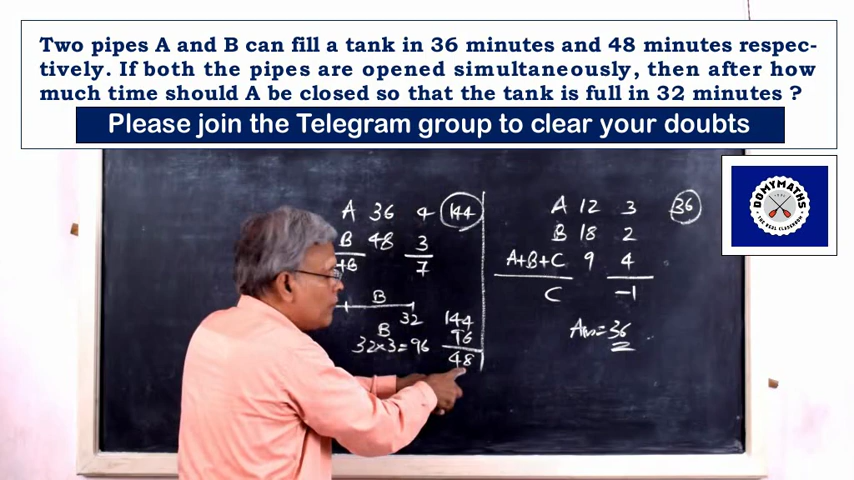 Two pipes A and B can fill a tank in 36 minutes and 48 minutes respec-
tively. If both the pipes are opened simultaneously, then after how
much time should A be closed so that the tank is full in 32 minutes ?
Please join the Telegram group to clear your doubts
DOMYMATHS
THE REAL CLASSROOM
A 36 4 144
B 48 3
+B 7
B
32
B
32×3=96
144
96
48
A 12 3 36
B 18 2
A+B+C 9 4
C -1
Ans=36